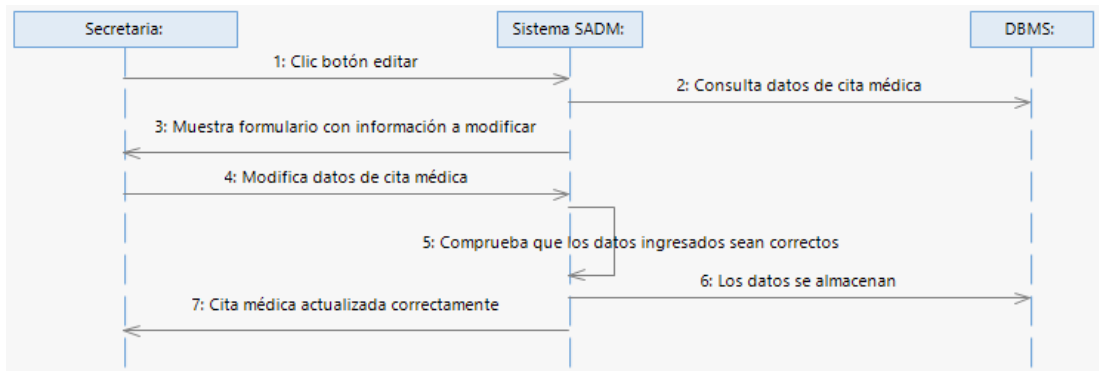 Secretaria:
Sistema SADM:
DBMS:
1: Clic botón editar
2: Consulta datos de cita médica
3: Muestra formulario con información a modificar
4: Modifica datos de cita médica
5: Comprueba que los datos ingresados sean correctos
6: Los datos se almacenan
7: Cita médica actualizada correctamente